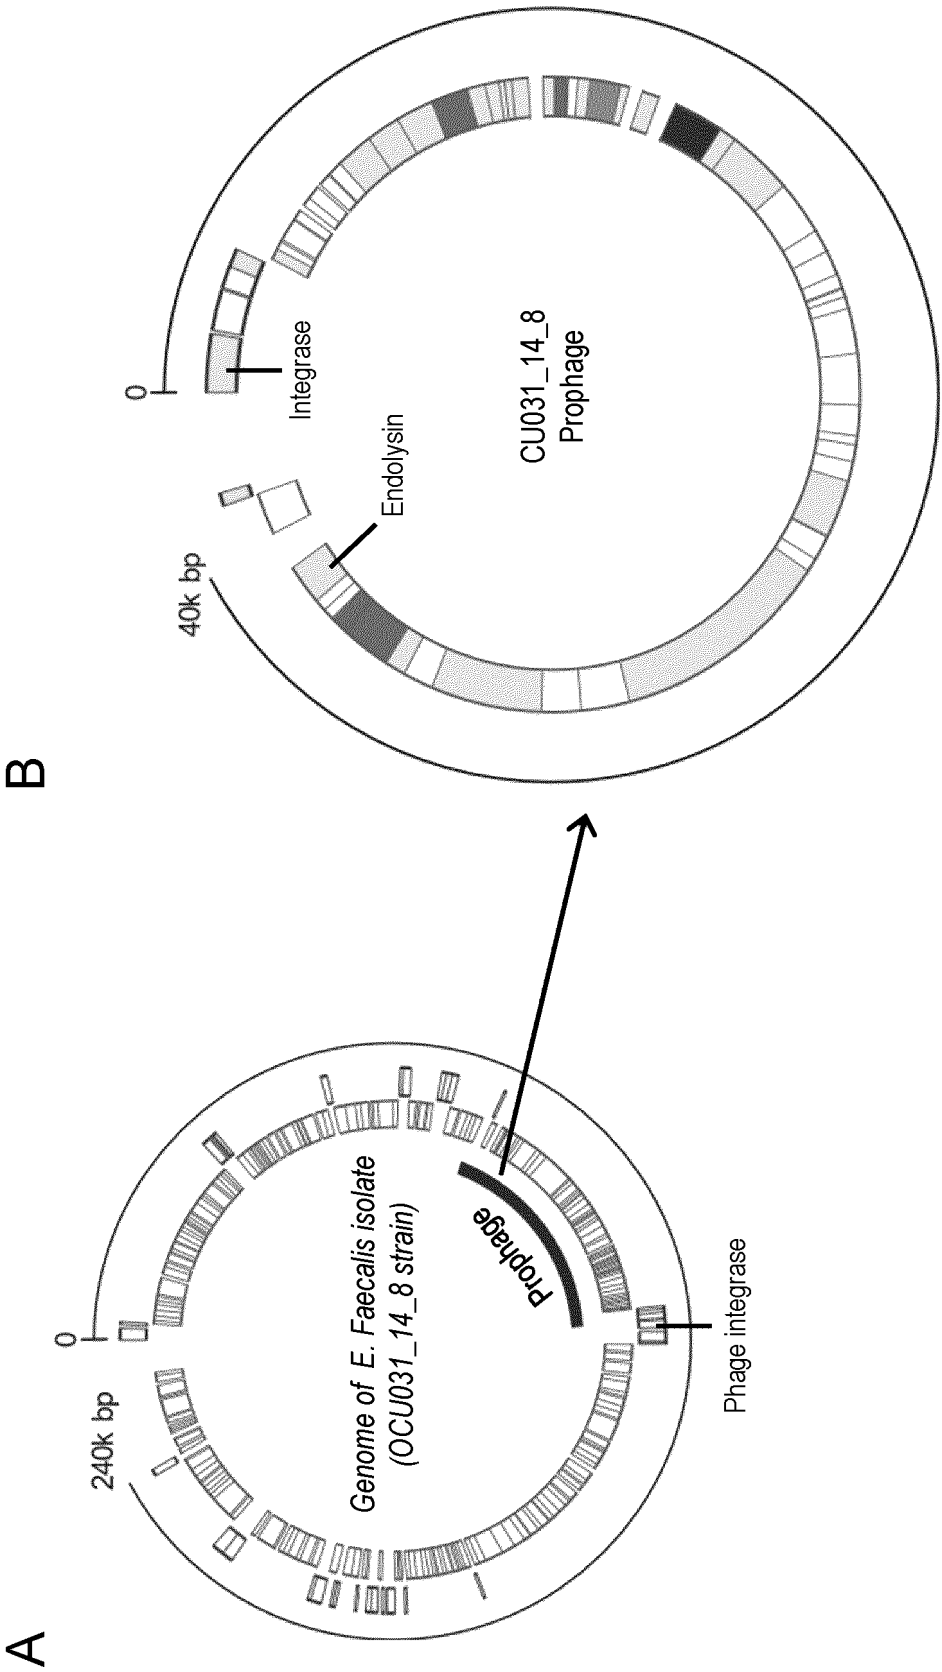 A
0
240k bp
Genome of E. Faecalis isolate
(OCU031_14_8 strain)
Prophage
Phage integrase
B
0
40k bp
Integrase
Endolysin
CU031_14_8
Prophage